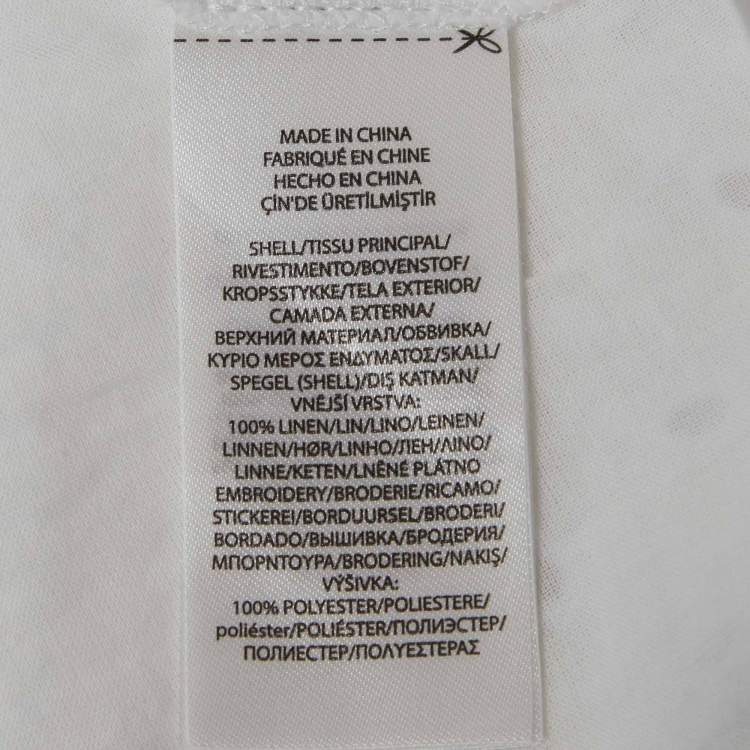 MADE IN CHINA
FABRIQUÉ EN CHINE
HECHO EN CHINA
ÇİN'DE ÜRETİLMİŞTİR
SHELL/TISSU PRINCIPAL/
RIVESTIMENTO/BOVENSTOF/
KROPSSTYKKE/TELA EXTERIOR/
CAMADA EXTERNA/
ВЕРХНИЙ МАТЕРИАЛ/ОБВИВКА/
ΚΥΡΙΟ ΜΕΡΟΣ ΕΝΔΥΜΑΤΟΣ/SKALL/
SPEGEL (SHELL)/DIŞ KATMAN/
VNĚJŠÍ VRSTVA:
100% LINEN/LIN/LINO/LEINEN/
LINNEN/HØR/LINHO/ЛЕН/ΛΙΝΟ/
LINNE/KETEN/LNĚNÉ PLÁTNO
EMBROIDERY/BRODERIE/RICAMO/
STICKEREI/BORDUURSEL/BRODERI/
BORDADO/ВЫШИВКА/БРОДЕРИЯ/
ΜΠΟΡΝΤΟΥΡΑ/BRODERING/NAKIŞ/
VÝŠIVKA:
100% POLYESTER/POLIESTERE/
poliéster/POLIÉSTER/ПОЛИЭСТЕР/
ПОЛИЕСТЕР/ΠΟΛΥΕΣΤΕΡΑΣ